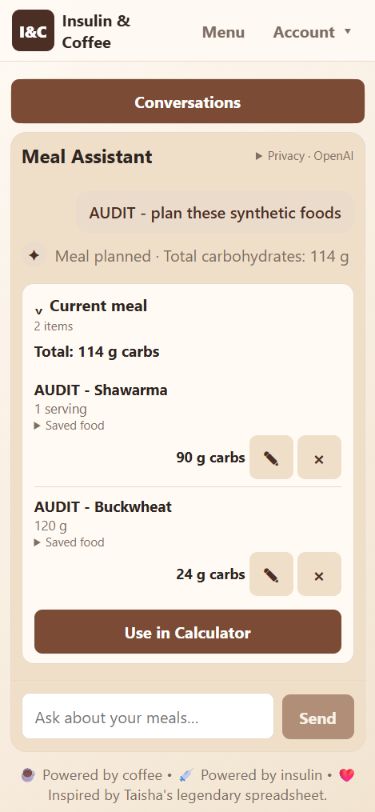 I&C
Insulin &
Coffee
Menu
Account ▼
Conversations
Meal Assistant
▶ Privacy · OpenAI
AUDIT - plan these synthetic foods
✦ Meal planned · Total carbohydrates: 114 g
v Current meal
2 items
Total: 114 g carbs
AUDIT - Shawarma
1 serving
▶ Saved food
90 g carbs ✎ ×
AUDIT - Buckwheat
120 g
▶ Saved food
24 g carbs ✎ ×
Use in Calculator
Ask about your meals...
Send
Powered by coffee • Powered by insulin •
Inspired by Taisha's legendary spreadsheet.